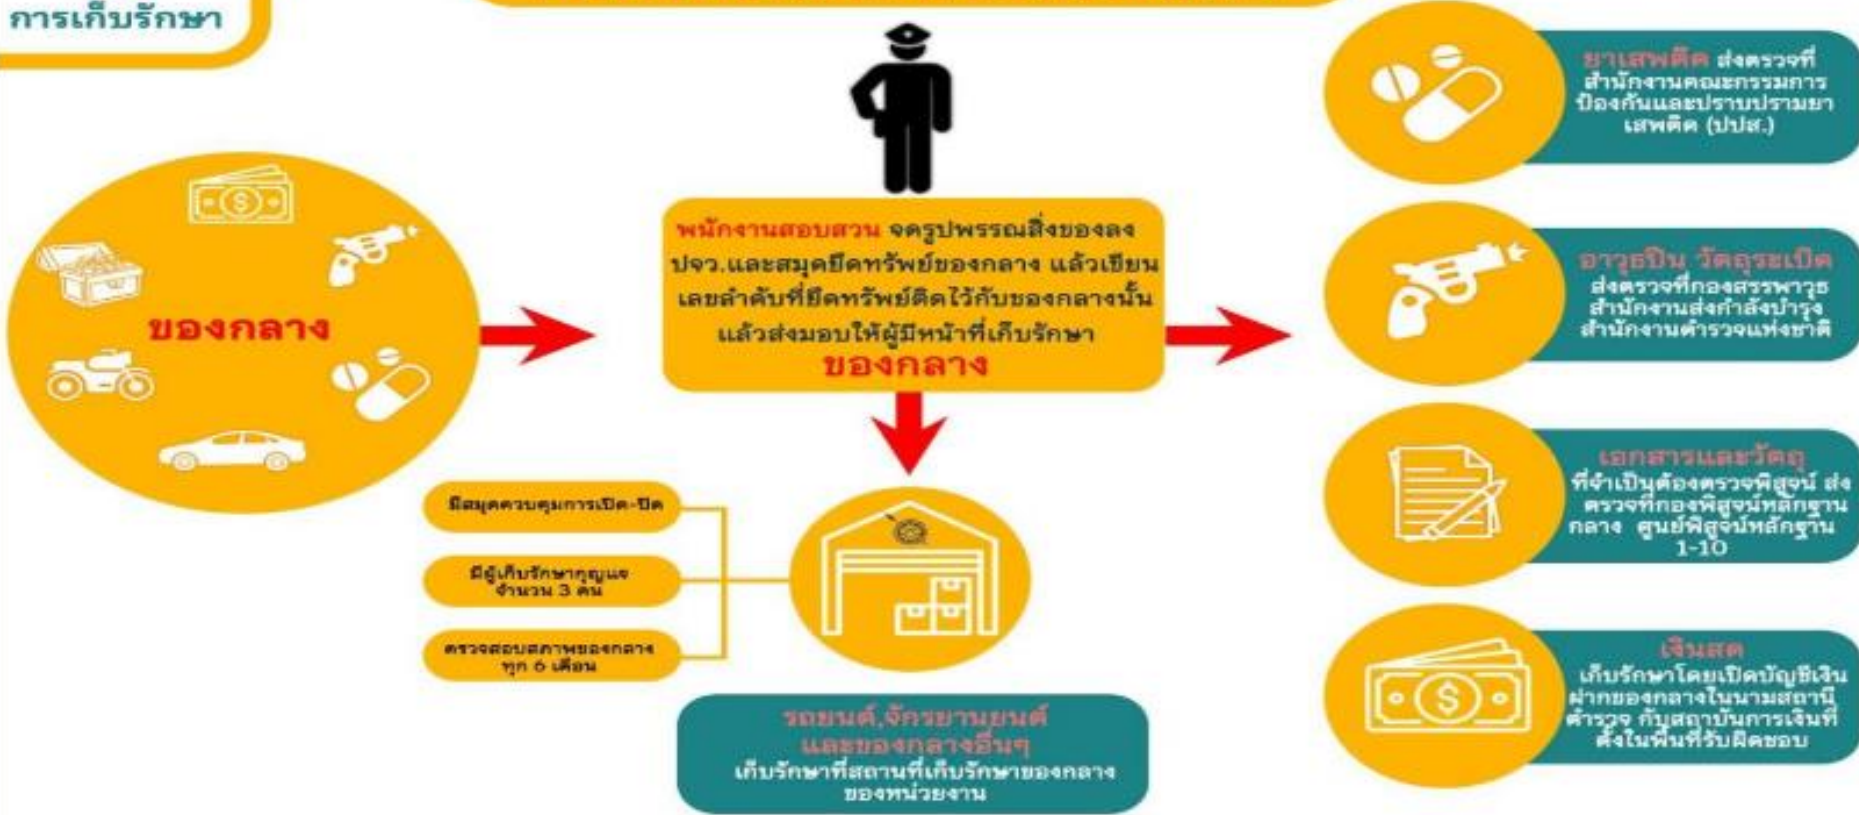 การเก็บรักษา
ของกลาง
พนักงานสอบสวน จดรูปพรรณสิ่งของลง
ปจว.และสมุดยึดทรัพย์ของกลาง แล้วเขียน
เลขลำดับที่ยึดทรัพย์ติดไว้กับของกลางนั้น
แล้วส่งมอบให้ผู้มีหน้าที่เก็บรักษา
ของกลาง
มีสมุดควบคุมการเปิด-ปิด
มีผู้เก็บรักษากุญแจ
จำนวน 3 คน
ตรวจสอบสภาพของกลาง
ทุก 6 เดือน
รถยนต์,จักรยานยนต์
และของกลางอื่นๆ
เก็บรักษาที่สถานที่เก็บรักษาของกลาง
ของหน่วยงาน
ยาเสพติด ส่งตรวจที่
สำนักงานคณะกรรมการ
ป้องกันและปราบปรามยา
เสพติด (ปปส.)
อาวุธปืน วัตถุระเบิด
ส่งตรวจที่กองสรรพาวุธ
สำนักงานส่งกำลังบำรุง
สำนักงานตำรวจแห่งชาติ
เอกสารและวัตถุ
ที่จำเป็นต้องตรวจพิสูจน์ ส่ง
ตรวจที่กองพิสูจน์หลักฐาน
กลาง ศูนย์พิสูจน์หลักฐาน
1-10
เงินสด
เก็บรักษาโดยเปิดบัญชีเงิน
ฝากของกลางในนามสถานี
ตำรวจ กับสถาบันการเงินที่
ตั้งในพื้นที่รับผิดชอบ